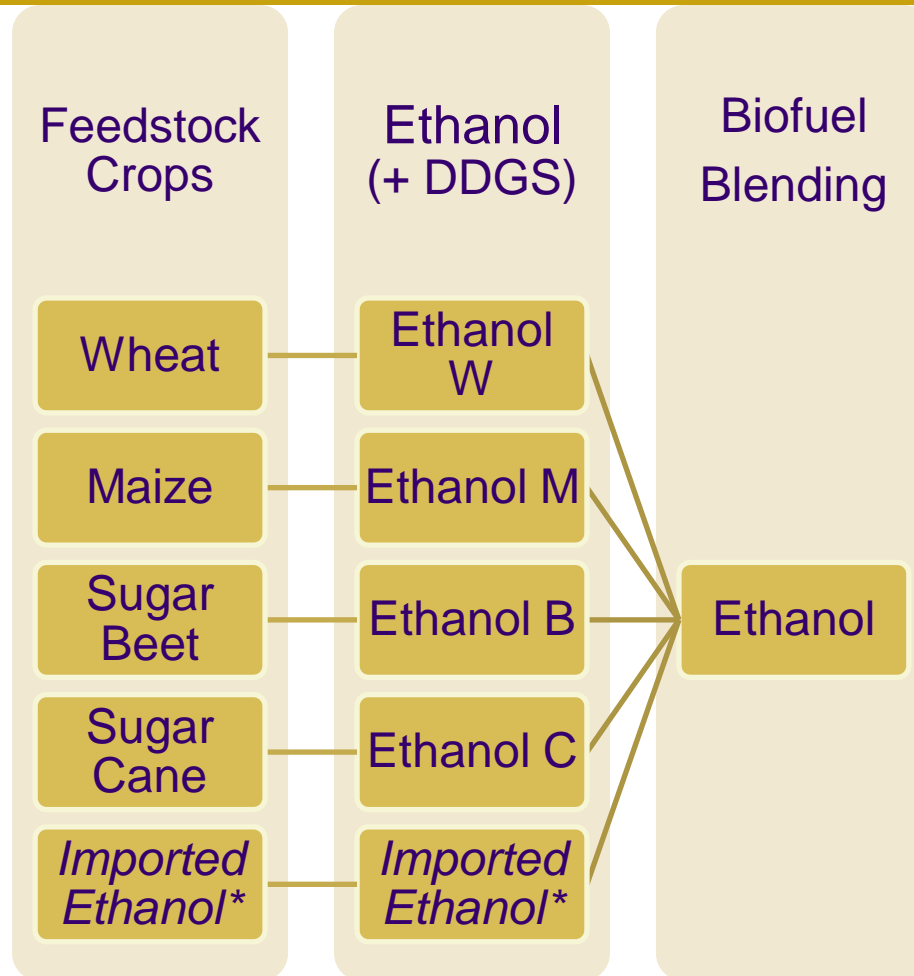 Feedstock
Crops
Ethanol
(+ DDGS)
Biofuel
Blending
Wheat
Ethanol
W
Maize
Ethanol M
Sugar
Beet
Ethanol B
Ethanol
Sugar
Cane
Ethanol C
Imported
Ethanol*
Imported
Ethanol*